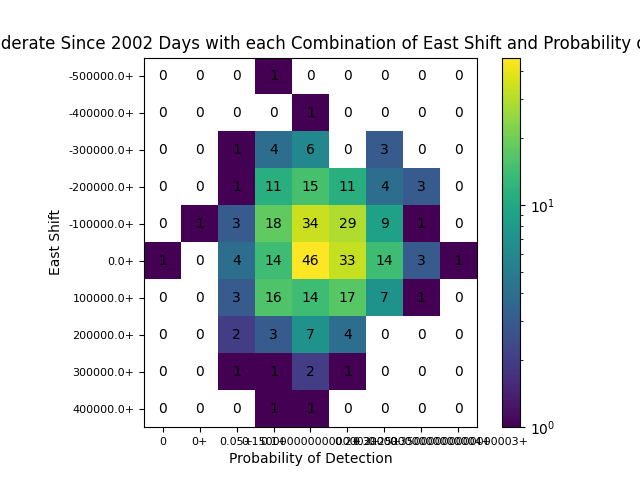 derate Since 2002 Days with each Combination of East Shift and Probability
-500000.0+ 0 0 0 1 0 0 0 0 0
-400000.0+ 0 0 0 0 1 0 0 0 0
-300000.0+ 0 0 1 4 6 0 3 0 0
-200000.0+ 0 0 1 11 15 11 4 3 0
-100000.0+ 0 1 3 18 34 29 9 1 0
0.0+ 1 0 4 14 46 33 14 3 1
100000.0+ 0 0 3 16 14 17 7 1 0
200000.0+ 0 0 2 3 7 4 0 0 0
300000.0+ 0 0 1 1 2 1 0 0 0
400000.0+ 0 0 0 1 1 0 0 0 0
0 0+
Probability of Detection
East Shift
10¹
10⁰